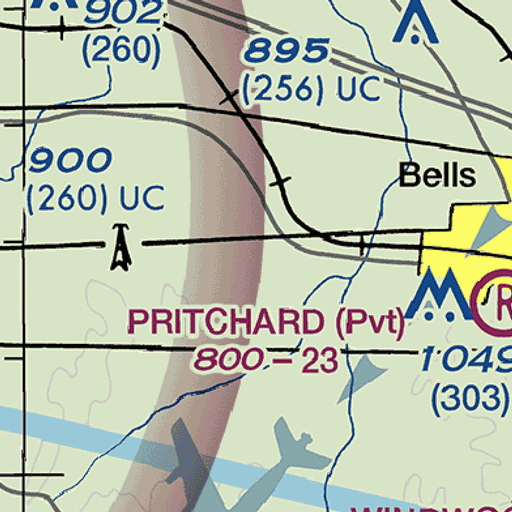 902
(260)
895
(256) UC
900
(260) UC
Bells
R
PRITCHARD (Pvt)
800 – 23
1049
(303)